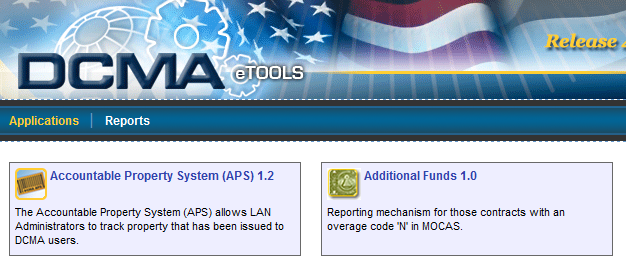 DCMA eTOOLS
Release
Applications Reports
Accountable Property System (APS) 1.2
The Accountable Property System (APS) allows LAN
Administrators to track property that has been issued to
DCMA users.
Additional Funds 1.0
Reporting mechanism for those contracts with an
overage code 'N' in MOCAS.